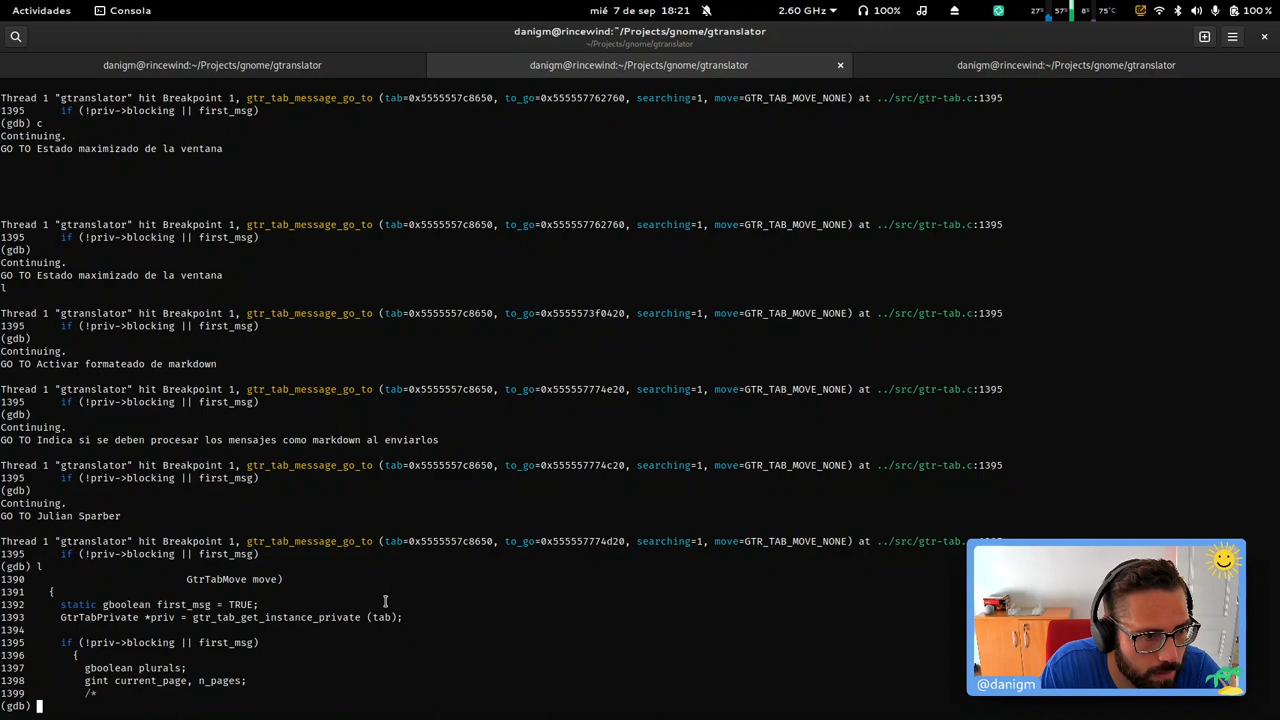 Actividades
Consola
mié 7 de sep 18:21
2.60 GHz
100%
27%
57%
8%
75°C
100 %
danigm@rincewind:~/Projects/gnome/gtranslator
~/Projects/gnome/gtranslator
danigm@rincewind:~/Projects/gnome/gtranslator
danigm@rincewind:~/Projects/gnome/gtranslator
danigm@rincewind:~/Projects/gnome/gtranslator
Thread 1 "gtranslator" hit Breakpoint 1, gtr_tab_message_go_to (tab=0x5555557c8650, to_go=0x555557762760, searching=1, move=GTR_TAB_MOVE_NONE) at ../src/gtr-tab.c:1395
1395 if (!priv->blocking || first_msg)
(gdb) c
Continuing.
GO TO Estado maximizado de la ventana
Thread 1 "gtranslator" hit Breakpoint 1, gtr_tab_message_go_to (tab=0x5555557c8650, to_go=0x555557762760, searching=1, move=GTR_TAB_MOVE_NONE) at ../src/gtr-tab.c:1395
1395 if (!priv->blocking || first_msg)
(gdb)
Continuing.
GO TO Estado maximizado de la ventana
l
Thread 1 "gtranslator" hit Breakpoint 1, gtr_tab_message_go_to (tab=0x5555557c8650, to_go=0x5555573f0420, searching=1, move=GTR_TAB_MOVE_NONE) at ../src/gtr-tab.c:1395
1395 if (!priv->blocking || first_msg)
(gdb)
Continuing.
GO TO Activar formateado de markdown
Thread 1 "gtranslator" hit Breakpoint 1, gtr_tab_message_go_to (tab=0x5555557c8650, to_go=0x555557774e20, searching=1, move=GTR_TAB_MOVE_NONE) at ../src/gtr-tab.c:1395
1395 if (!priv->blocking || first_msg)
(gdb)
Continuing.
GO TO Indica si se deben procesar los mensajes como markdown al enviarlos
Thread 1 "gtranslator" hit Breakpoint 1, gtr_tab_message_go_to (tab=0x5555557c8650, to_go=0x555557774c20, searching=1, move=GTR_TAB_MOVE_NONE) at ../src/gtr-tab.c:1395
1395 if (!priv->blocking || first_msg)
(gdb)
Continuing.
GO TO Julian Sparber
Thread 1 "gtranslator" hit Breakpoint 1, gtr_tab_message_go_to (tab=0x5555557c8650, to_go=0x555557774d20, searching=1, move=GTR_TAB_MOVE_NONE) at ../src/gtr-tab.c:1395
1395 if (!priv->blocking || first_msg)
(gdb) l
1390 GtrTabMove move)
1391 {
1392 static gboolean first_msg = TRUE;
1393 GtrTabPrivate *priv = gtr_tab_get_instance_private (tab);
1394
1395 if (!priv->blocking || first_msg)
1396 {
1397 gboolean plurals;
1398 gint current_page, n_pages;
1399 /*
(gdb)
@danigm